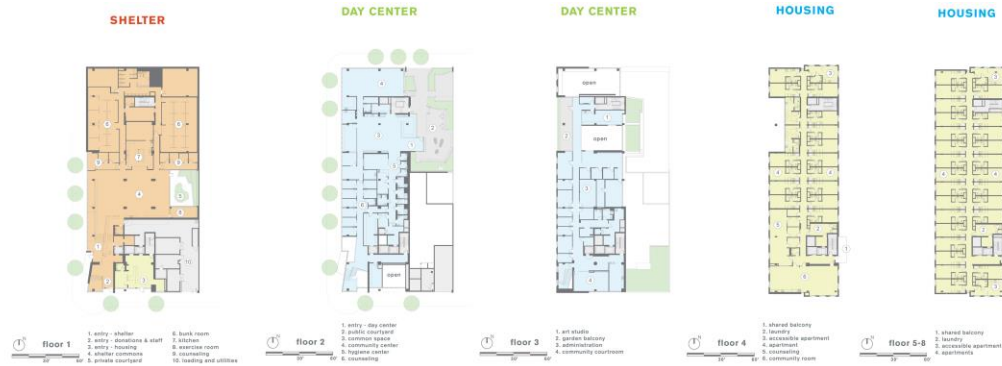 SHELTER
DAY CENTER
DAY CENTER
HOUSING
HOUSING
open
open
open
floor 1
1. entry - shelter
2. entry - donations & staff
3. entry - housing
4. shelter commons
5. private courtyard
6. bunk room
7. kitchen
8. exercise room
9. counseling
10. loading and utilities
floor 2
1. entry - day center
2. public courtyard
3. common space
4. community center
5. hygiene center
6. counseling
floor 3
1. art studio
2. garden balcony
3. administration
4. community courtroom
floor 4
1. shared balcony
2. laundry
3. accessible apartment
4. apartment
5. counseling
6. community room
floor 5-8
1. shared balcony
2. laundry
3. accessible apartment
4. apartments